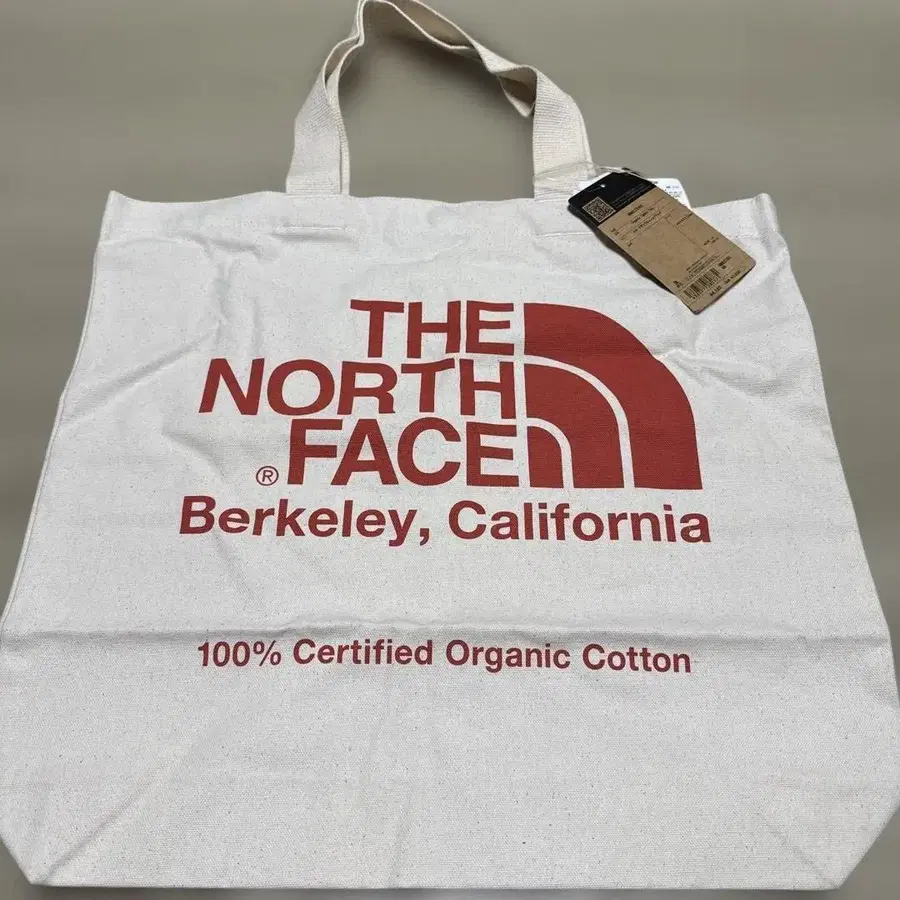 THE
NORTH
FACE
®
Berkeley, California
100% Certified Organic Cotton